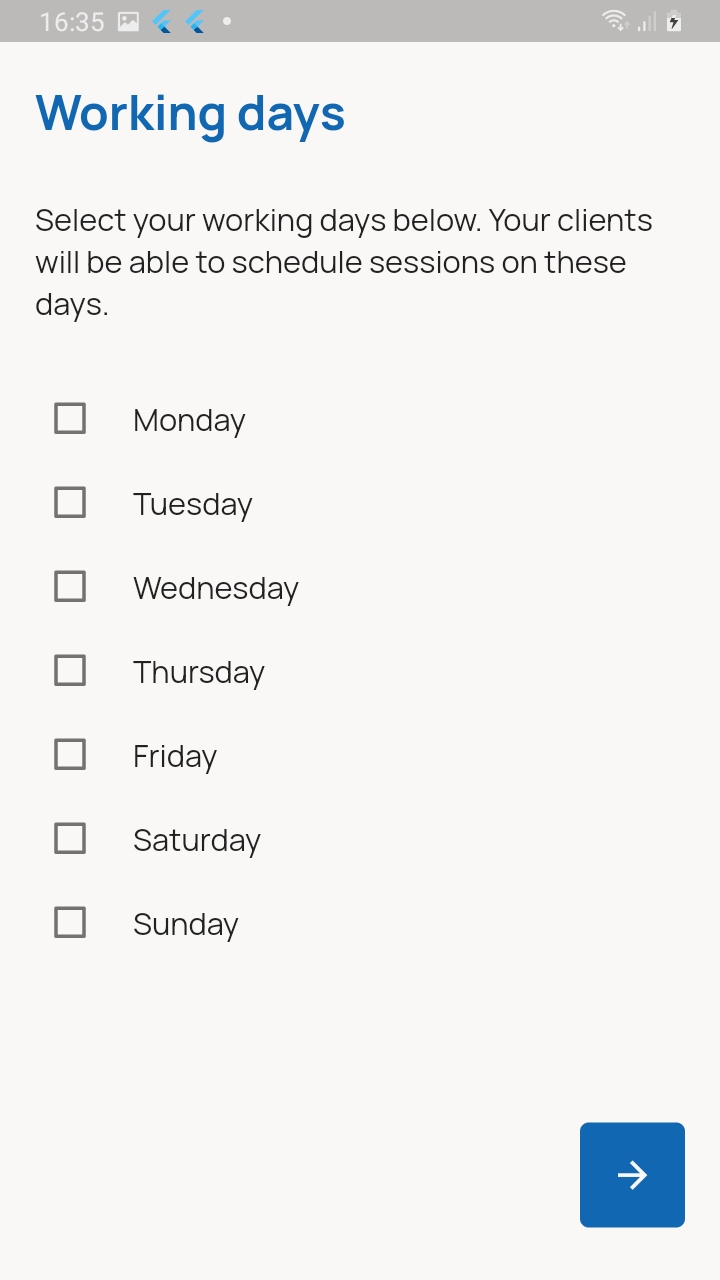 16:35
Working days
Select your working days below. Your clients
will be able to schedule sessions on these
days.
Monday
Tuesday
Wednesday
Thursday
Friday
Saturday
Sunday